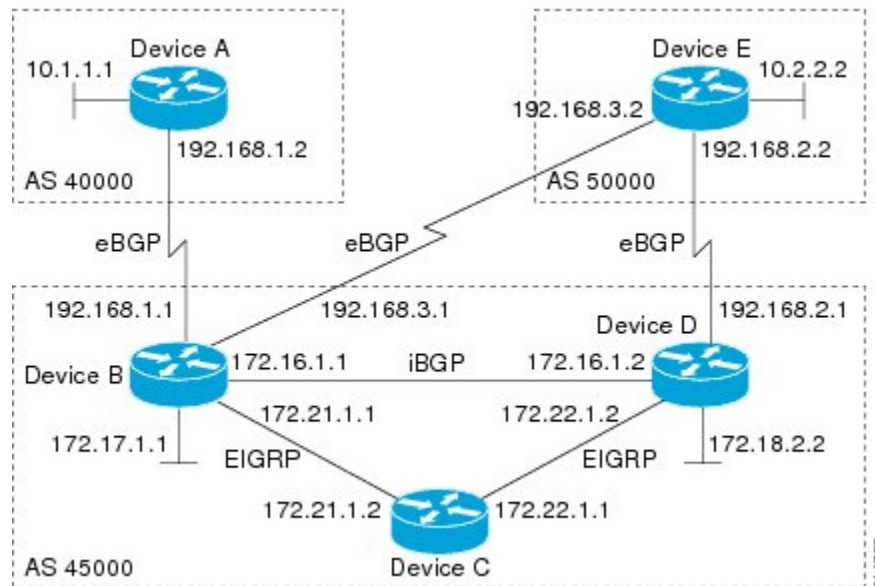 Device A
Device E
10.1.1.1
10.2.2.2
192.168.3.2
192.168.1.2
192.168.2.2
AS 40000
AS 50000
eBGP
eBGP
eBGP
192.168.1.1
192.168.3.1
192.168.2.1
Device D
172.16.1.1
iBGP
172.16.1.2
Device B
172.21.1.1
172.22.1.2
172.17.1.1
172.18.2.2
EIGRP
EIGRP
172.21.1.2
172.22.1.1
AS 45000
Device C